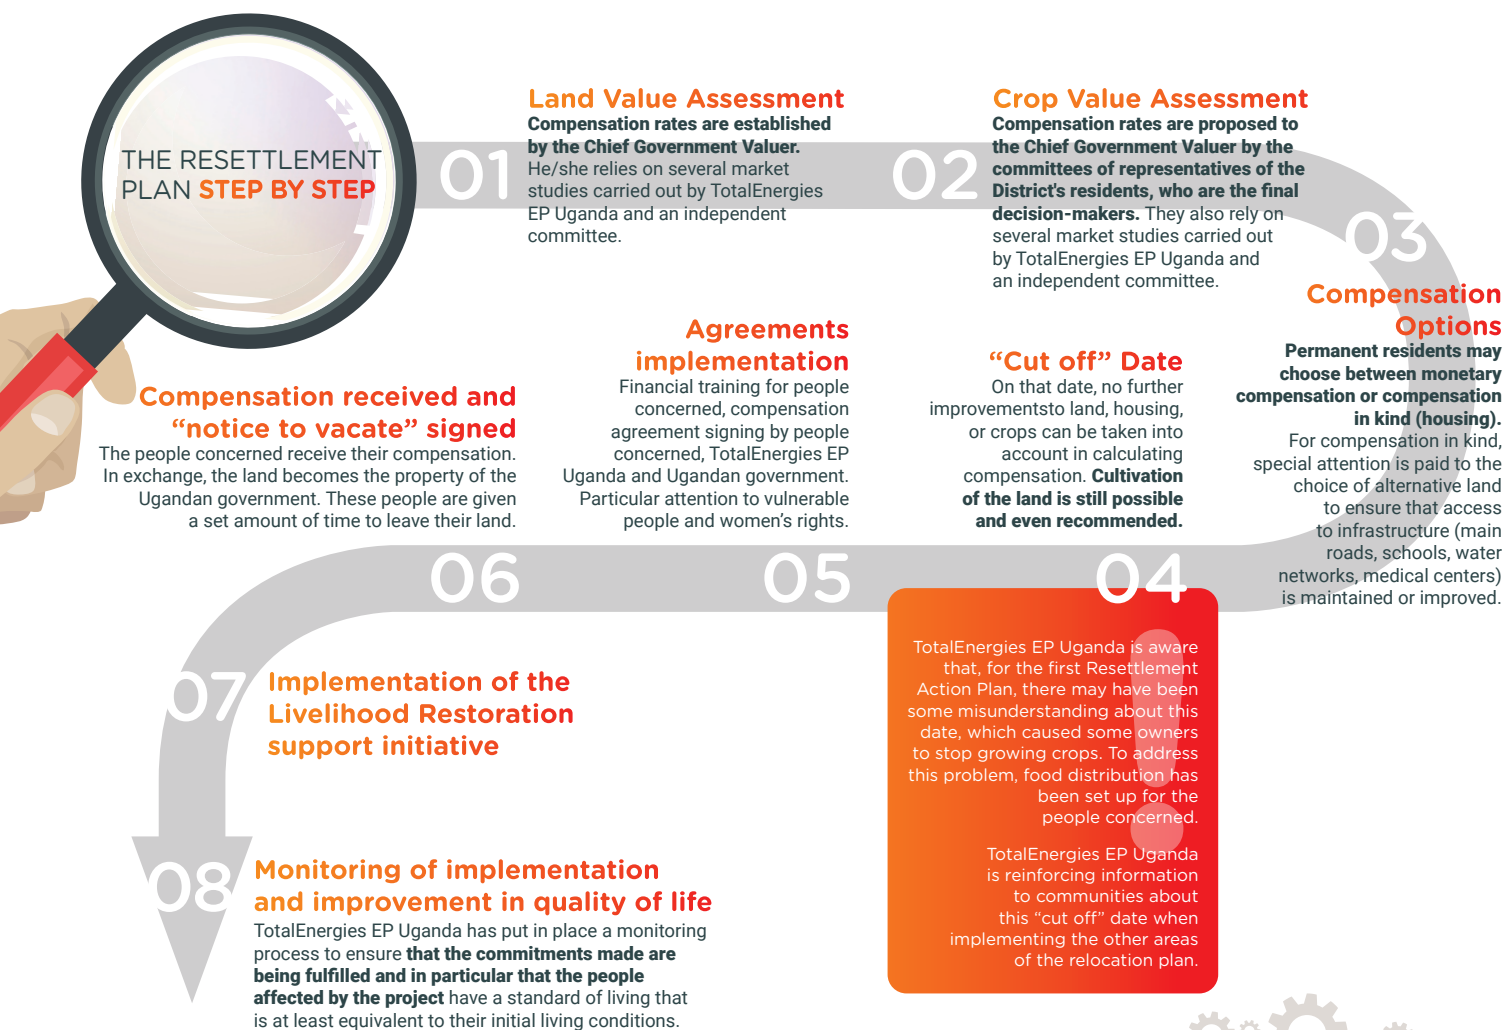 THE RESETTLEMENT
PLAN STEP BY STEP
01
Land Value Assessment
Compensation rates are established
by the Chief Government Valuer.
He/she relies on several market
studies carried out by TotalEnergies
EP Uganda and an independent
committee.
02
Crop Value Assessment
Compensation rates are proposed to
the Chief Government Valuer by the
committees of representatives of the
District's residents, who are the final
decision-makers. They also rely on
several market studies carried out
by TotalEnergies EP Uganda and
an independent committee.
03
Compensation
Options
Permanent residents may
choose between monetary
compensation or compensation
in kind (housing).
For compensation in kind,
special attention is paid to the
choice of alternative land
to ensure that access
to infrastructure (main
roads, schools, water
networks, medical centers)
is maintained or improved.
04
“Cut off” Date
On that date, no further
improvementsto land, housing,
or crops can be taken into
account in calculating
compensation. Cultivation
of the land is still possible
and even recommended.
!
TotalEnergies EP Uganda is aware
that, for the first Resettlement
Action Plan, there may have been
some misunderstanding about this
date, which caused some owners
to stop growing crops. To address
this problem, food distribution has
been set up for the
people concerned.
TotalEnergies EP Uganda
is reinforcing information
to communities about
this “cut off” date when
implementing the other areas
of the relocation plan.
05
Agreements
implementation
Financial training for people
concerned, compensation
agreement signing by people
concerned, TotalEnergies EP
Uganda and Ugandan government.
Particular attention to vulnerable
people and women’s rights.
06
Compensation received and
“notice to vacate” signed
The people concerned receive their compensation.
In exchange, the land becomes the property of the
Ugandan government. These people are given
a set amount of time to leave their land.
07
Implementation of the
Livelihood Restoration
support initiative
08
Monitoring of implementation
and improvement in quality of life
TotalEnergies EP Uganda has put in place a monitoring
process to ensure that the commitments made are
being fulfilled and in particular that the people
affected by the project have a standard of living that
is at least equivalent to their initial living conditions.